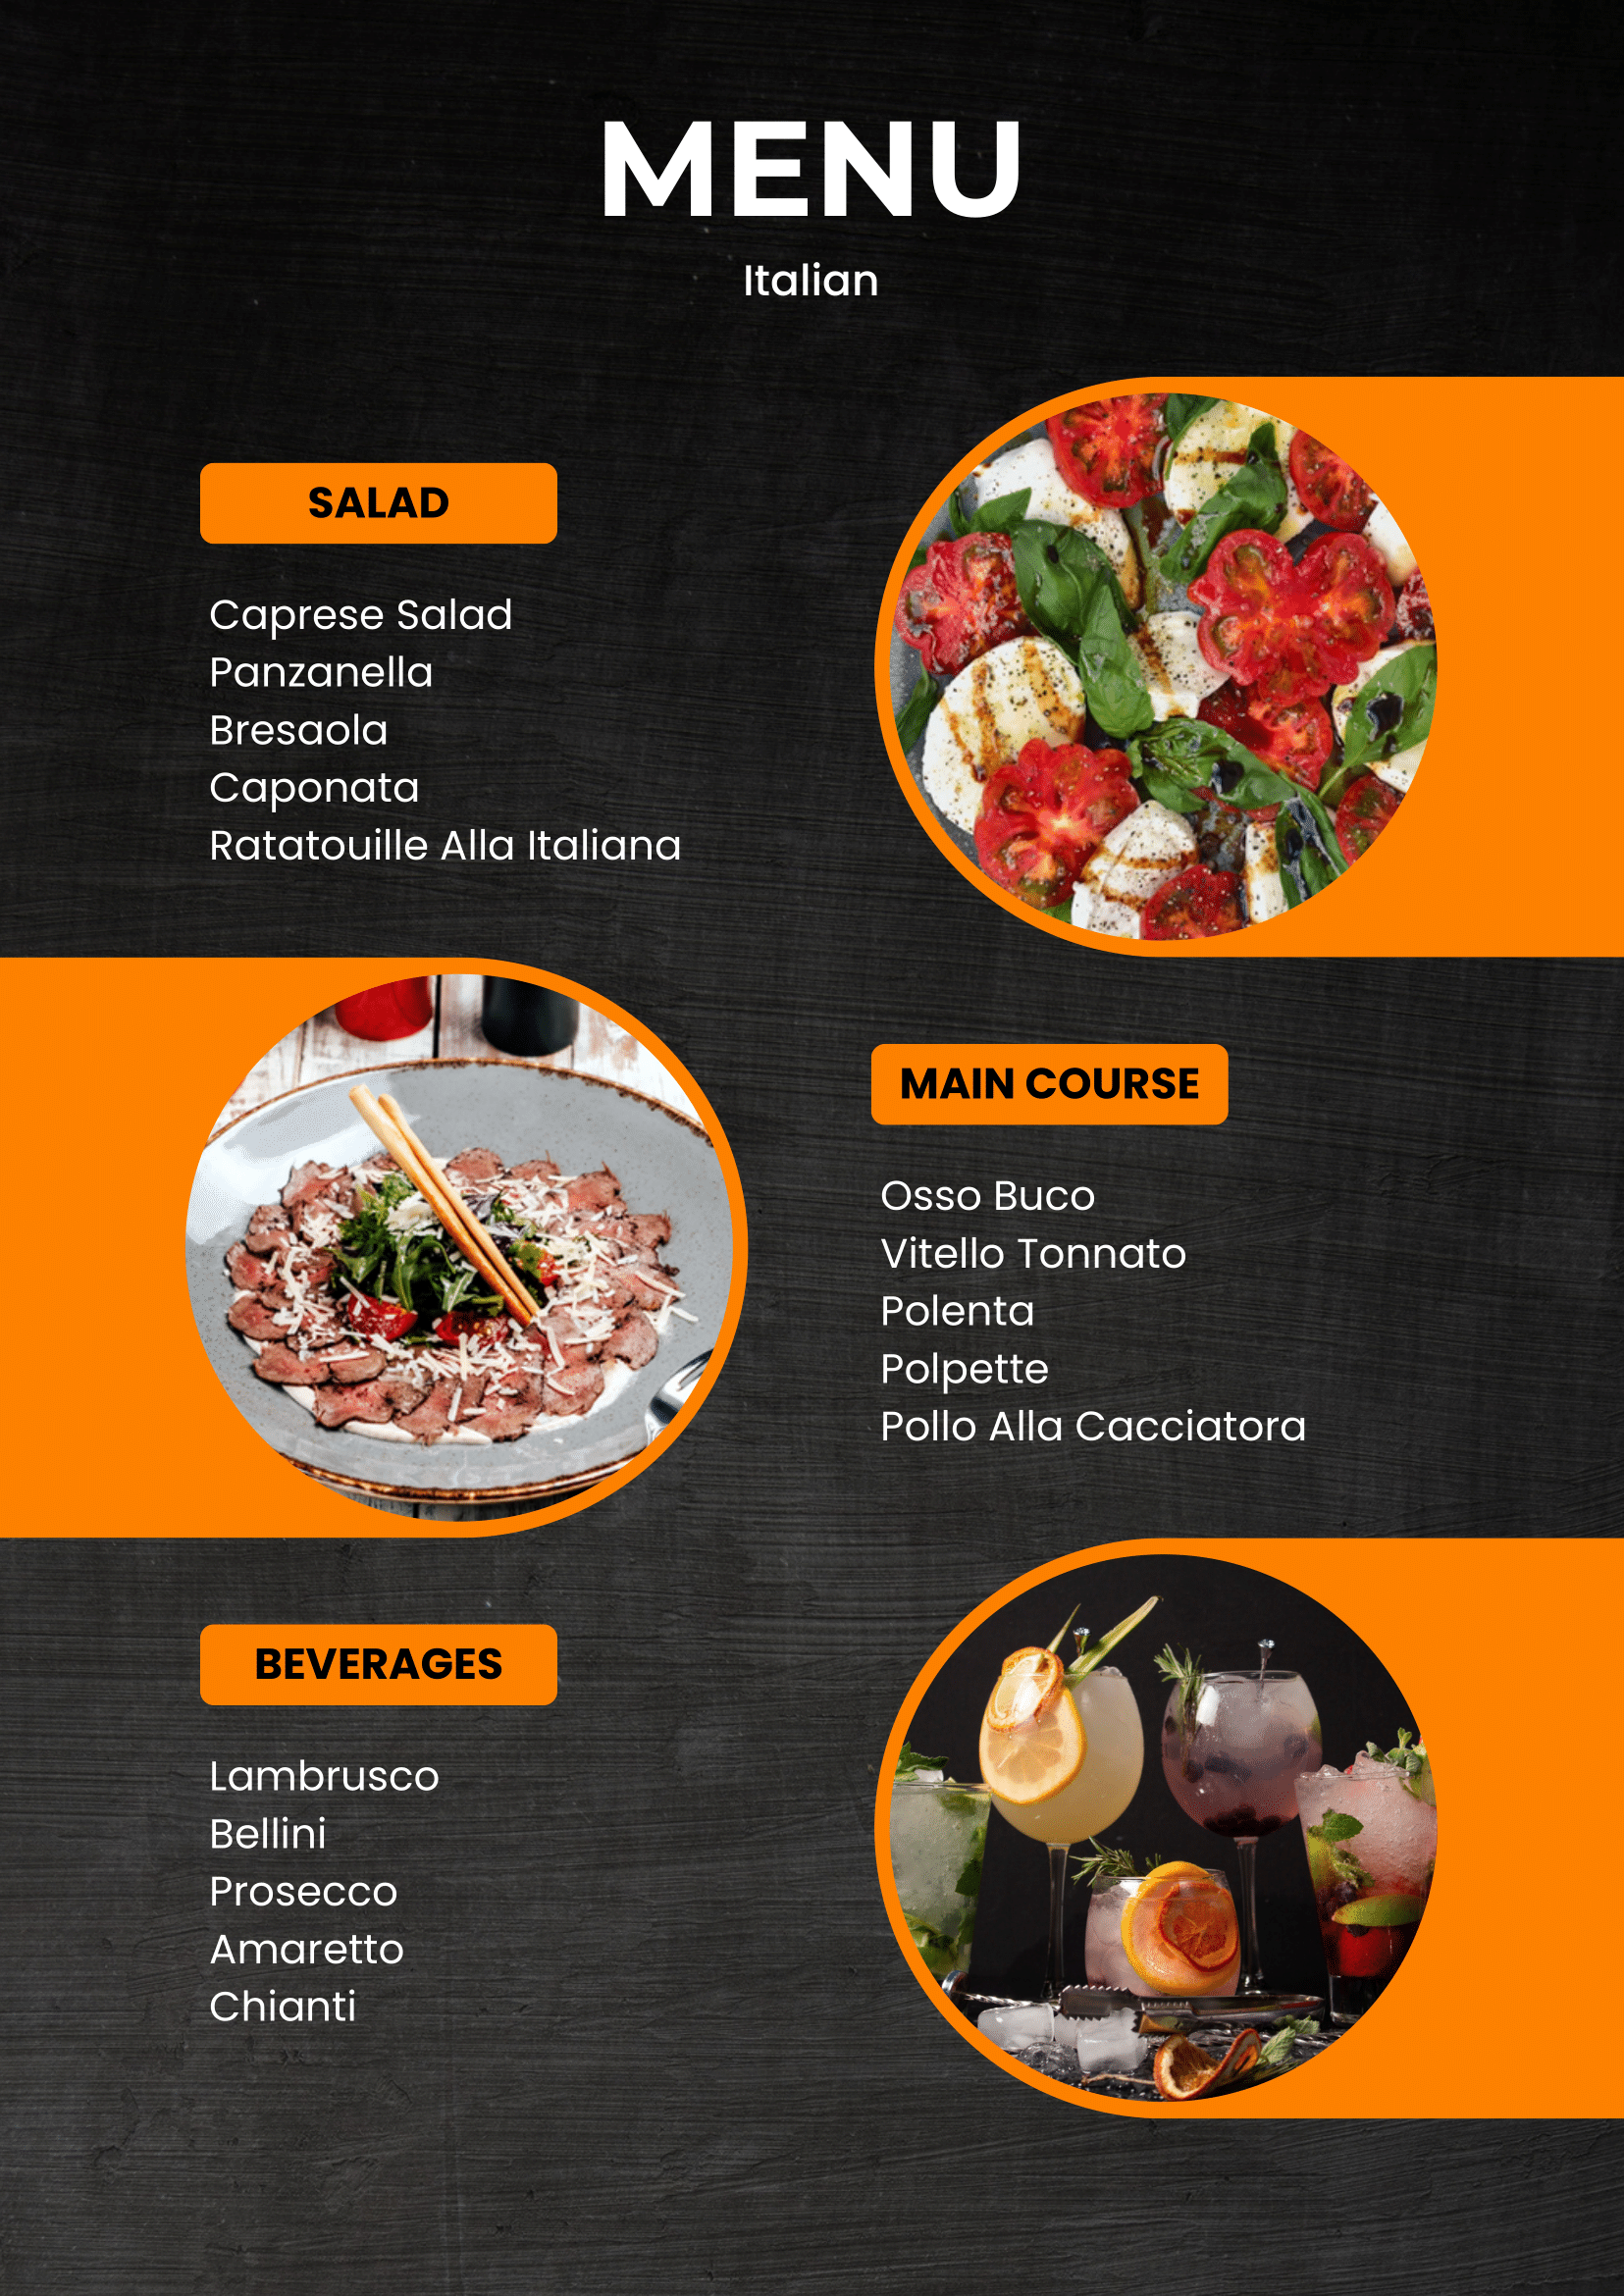 MENU
Italian
SALAD
Caprese Salad
Panzanella
Bresaola
Caponata
Ratatouille Alla Italiana
MAIN COURSE
Osso Buco
Vitello Tonnato
Polenta
Polpette
Pollo Alla Cacciatora
BEVERAGES
Lambrusco
Bellini
Prosecco
Amaretto
Chianti